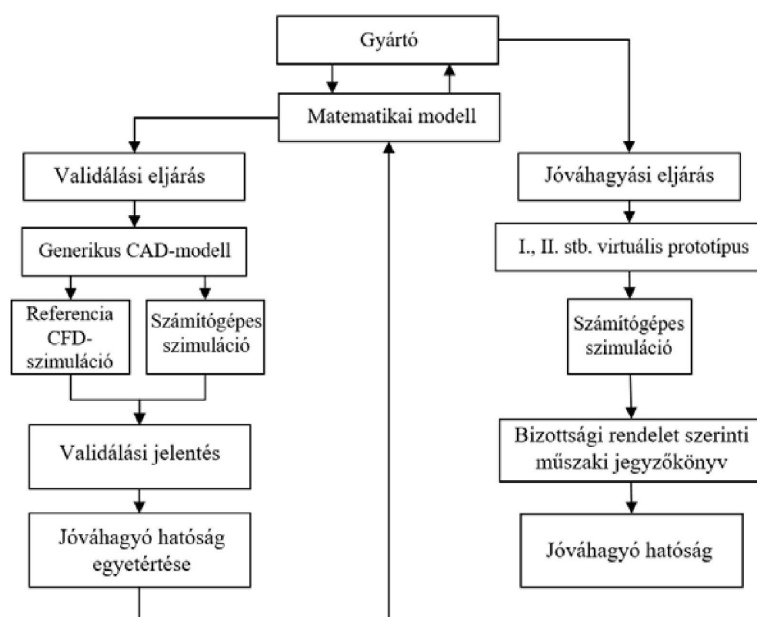 Gyártó
Matematikai modell
Validálási eljárás
Generikus CAD-modell
Referencia
CFD-
szimuláció
Számítógépes
szimuláció
Validálási jelentés
Jóváhagyó hatóság
egyetértése
Jóváhagyási eljárás
I., II. stb. virtuális prototípus
Számítógépes
szimuláció
Bizottsági rendelet szerinti
műszaki jegyzőkönyv
Jóváhagyó hatóság